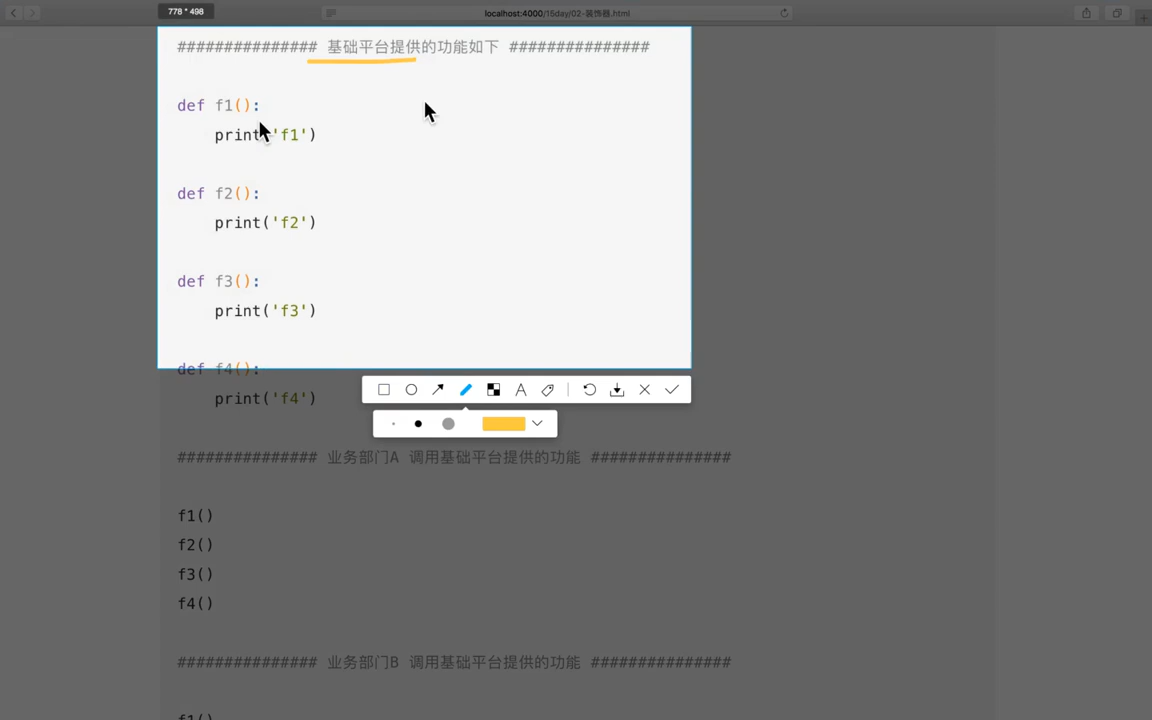 778 * 498
localhost:4000/15day/02-装饰器.html
############### 基础平台提供的功能如下 ###############
def f1():
print('f1')
def f2():
print('f2')
def f3():
print('f3')
def f4():
print('f4')
############### 业务部门A 调用基础平台提供的功能 ###############
f1()
f2()
f3()
f4()
############### 业务部门B 调用基础平台提供的功能 ###############
f1()